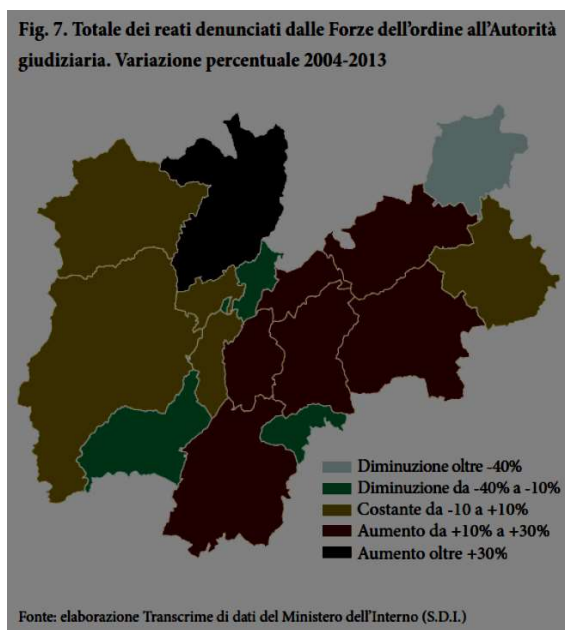 Fig. 7. Totale dei reati denunciati dalle Forze dell'ordine all'Autorità
giudiziaria. Variazione percentuale 2004-2013
Diminuzione oltre -40%
Diminuzione da -40% a -10%
Costante da -10 a +10%
Aumento da +10% a +30%
Aumento oltre +30%
Fonte: elaborazione Transcrime di dati del Ministero dell'Interno (S.D.I.)